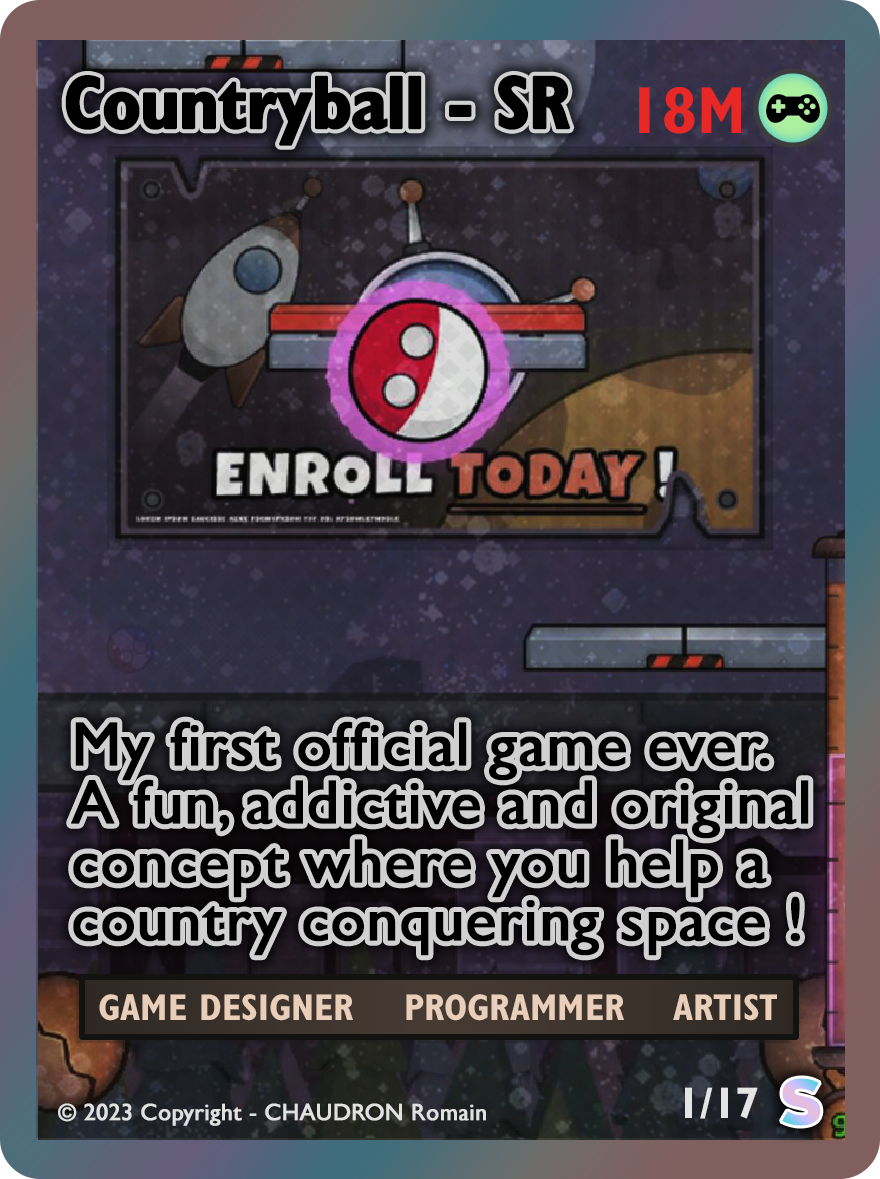 Countryball - SR
18M
ENROLL TODAY !
My first official game ever.
A fun, addictive and original
concept where you help a
country conquering space !
GAME DESIGNER PROGRAMMER ARTIST
© 2023 Copyright - CHAUDRON Romain
1/17 S